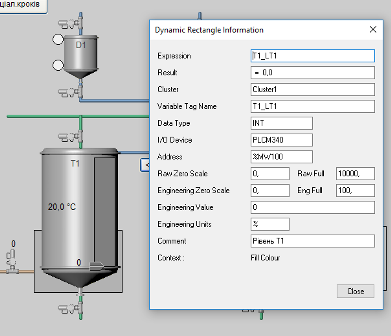 ціал.кроків
D1
T1
20,0 °C
0
0
<
Dynamic Rectangle Information
Expression T1_LT1
Result = 0,0
Cluster Cluster1
Variable Tag Name T1_LT1
Data Type INT
I/O Device PLCM340
Address %MW100
Raw Zero Scale 0, Raw Full 10000,
Engineering Zero Scale 0, Eng Full 100,
Engineering Value 0
Engineering Units %
Comment Рівень T1
Context : Fill Colour
Close